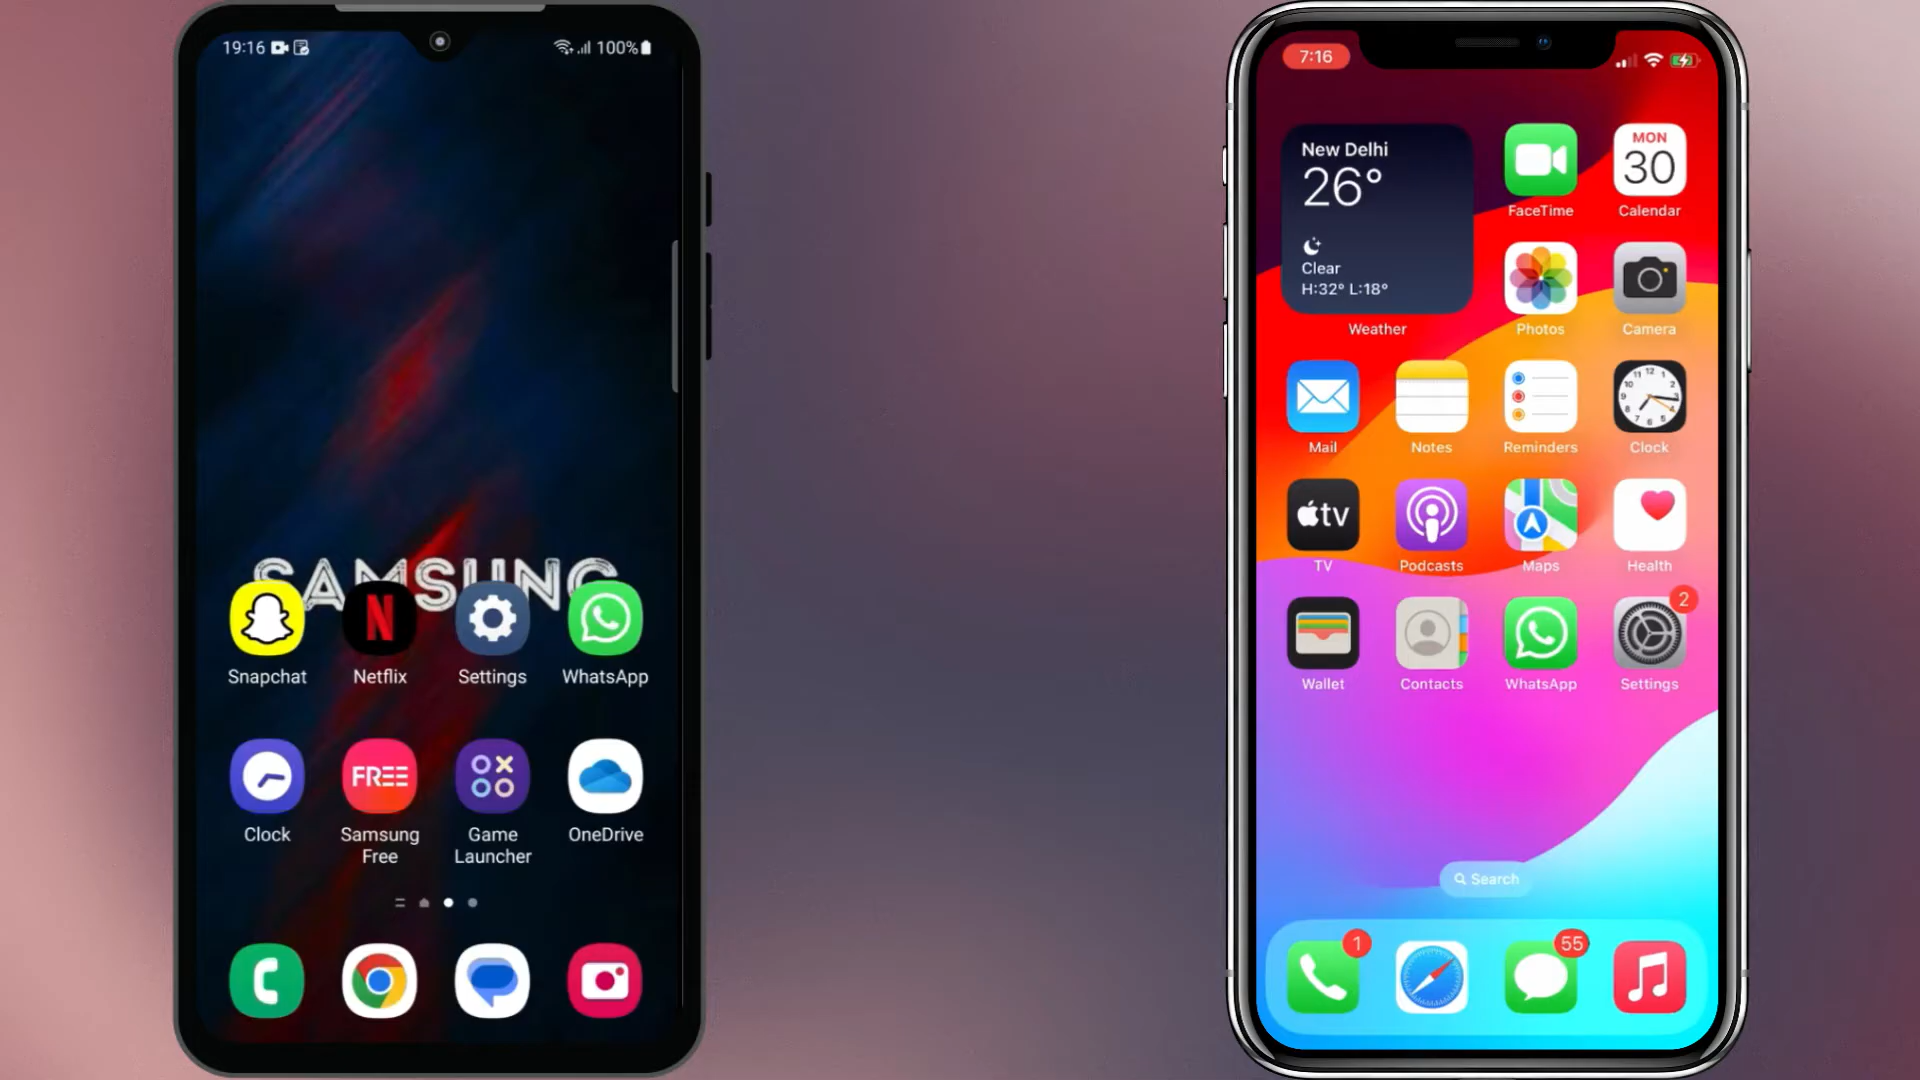 19:16
100%
SAMSUNG
Snapchat
Netflix
Settings
WhatsApp
FREE
Clock
Samsung
Free
Game
Launcher
OneDrive
7:16
New Delhi
26°
Clear
H:32° L:18°
Weather
FaceTime
MON
30
Calendar
Photos
Camera
Mail
Notes
Reminders
Clock
tv
TV
Podcasts
Maps
Health
2
Wallet
Contacts
WhatsApp
Settings
Search
1
55